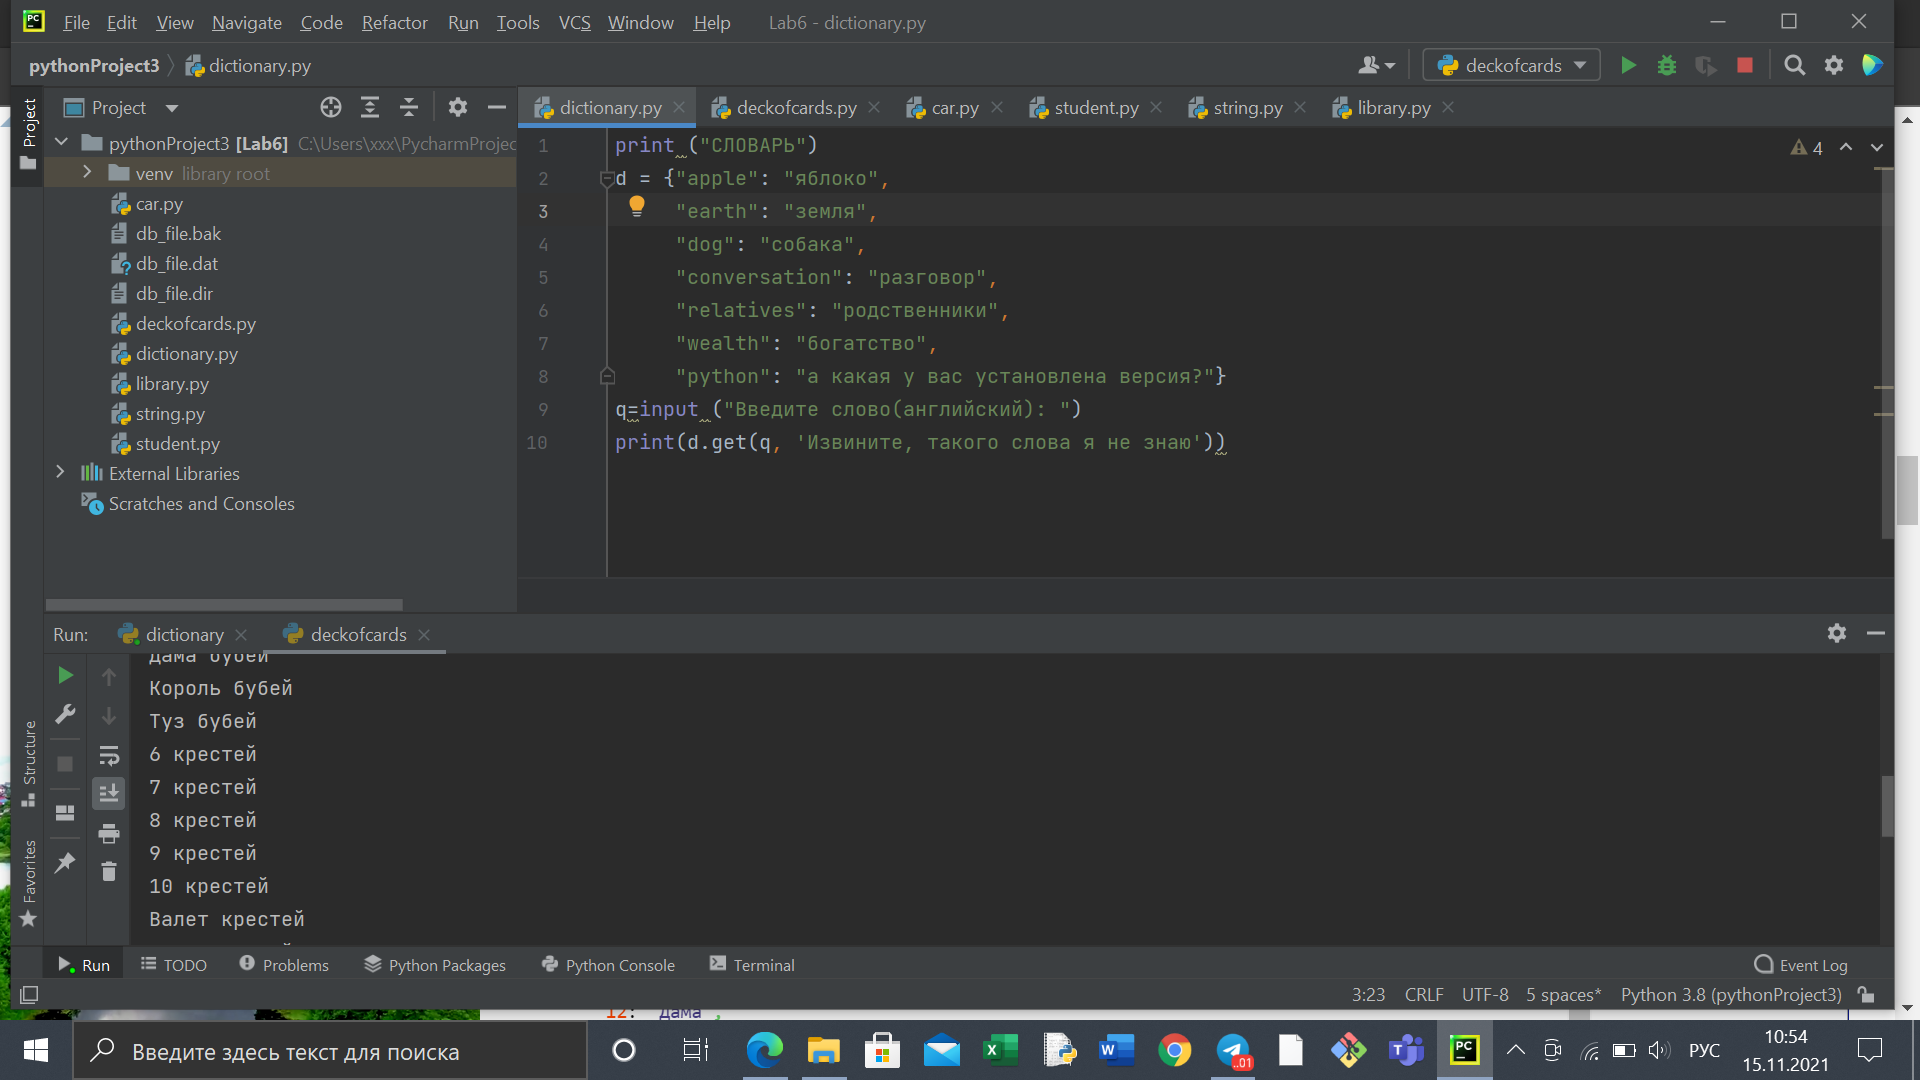 File Edit View Navigate Code Refactor Run Tools VCS Window Help Lab6 - dictionary.py
pythonProject3 dictionary.py deckofcards
Project
Project
dictionary.py deckofcards.py car.py student.py string.py library.py
pythonProject3 [Lab6] C:\Users\xxx\PycharmProjec
venv library root
car.py
db_file.bak
db_file.dat
db_file.dir
deckofcards.py
dictionary.py
library.py
string.py
student.py
External Libraries
Scratches and Consoles
4
1 print ("СЛОВАРЬ")
2 d = {"apple": "яблоко",
3 "earth": "земля",
4 "dog": "собака",
5 "conversation": "разговор",
6 "relatives": "родственники",
7 "wealth": "богатство",
8 "python": "а какая у вас установлена версия?"}
9 q=input ("Введите слово(английский): ")
10 print(d.get(q, 'Извините, такого слова я не знаю'))
Run: dictionary deckofcards
Дама бубей
Король бубей
Туз бубей
6 крестей
7 крестей
8 крестей
9 крестей
10 крестей
Валет крестей
Structure
Favorites
Run TODO Problems Python Packages Python Console Terminal Event Log
3:23 CRLF UTF-8 5 spaces* Python 3.8 (pythonProject3)
12: "Дама",
Введите здесь текст для поиска
..01
РУС
10:54
15.11.2021